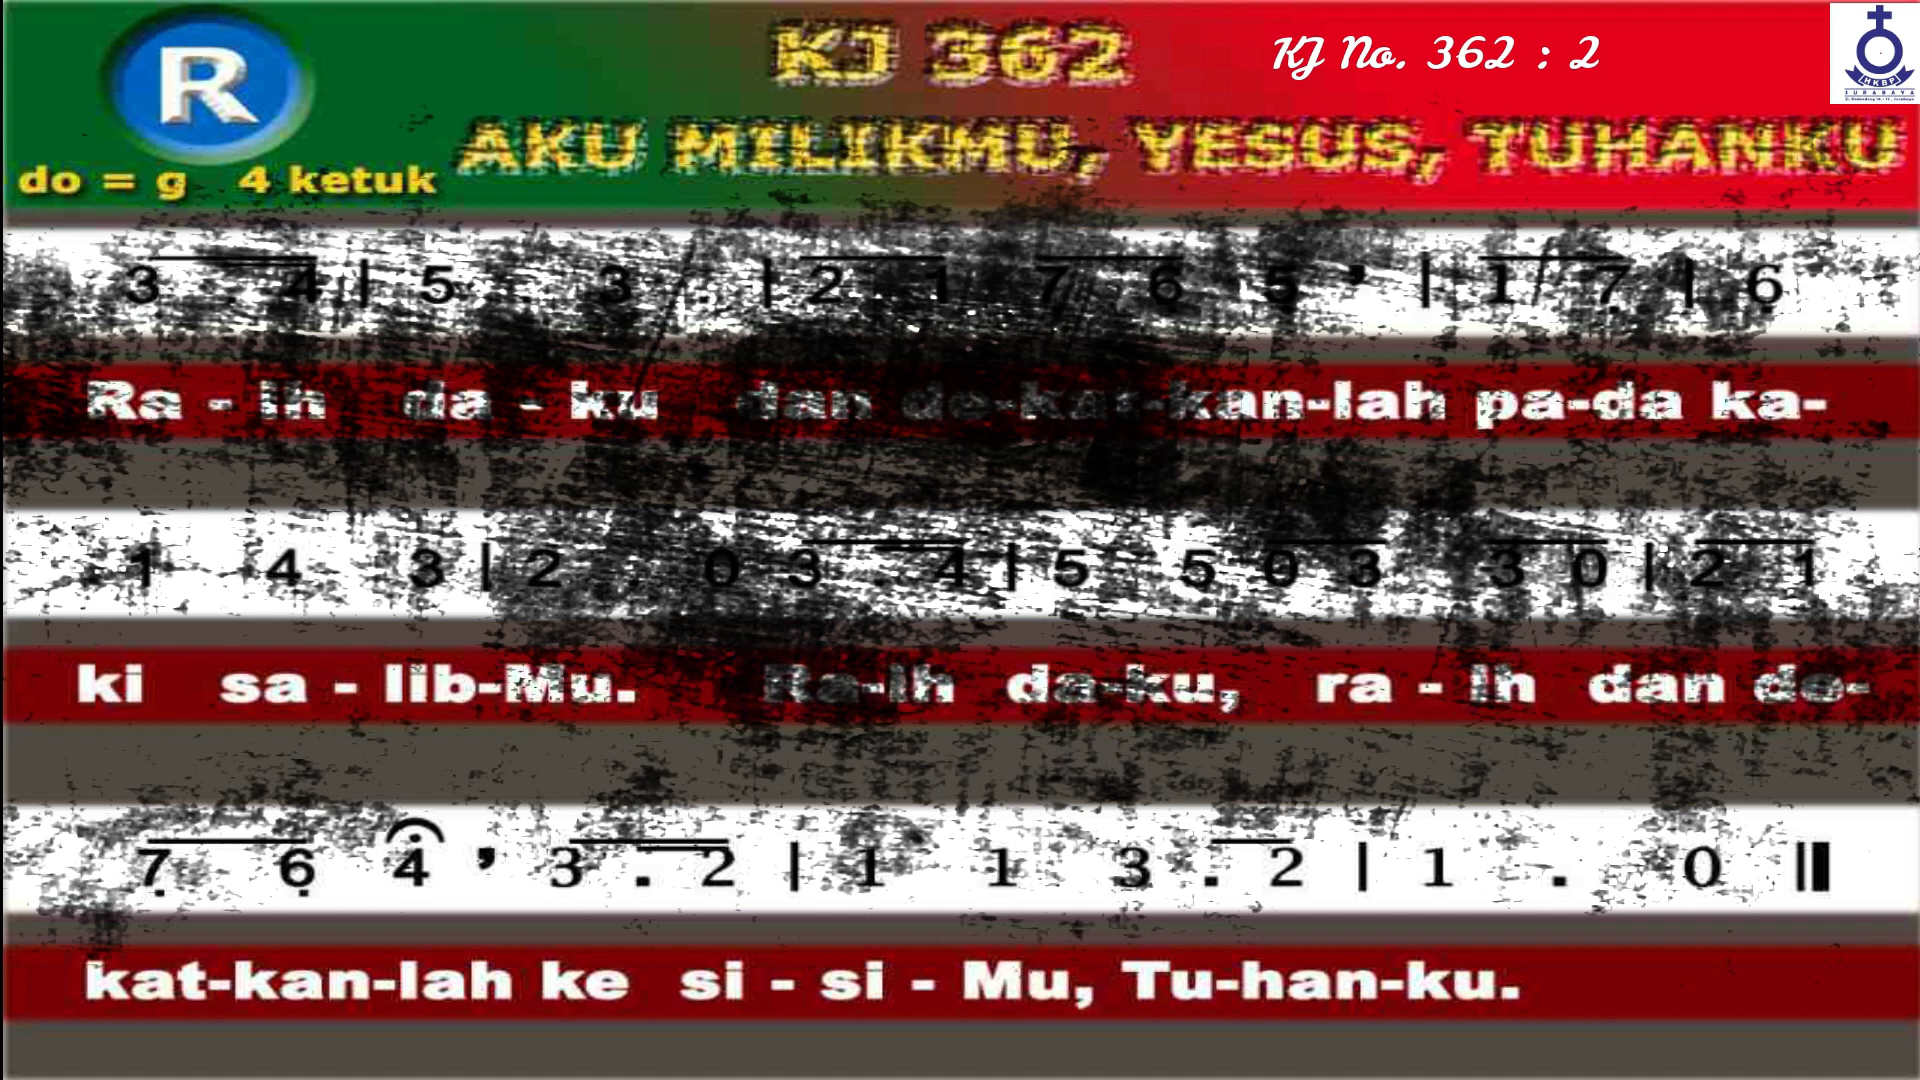 R
KJ 362
KJ No. 362 : 2
HKBP
SURABAYA
AKU MILIKMU, YESUS, TUHANKU
do = g 4 ketuk
3 . 4 | 5 . 3 . | 2 1 7 6 5 ❜ | 1 7 | 6
Ra - ih da - ku dan de-kat-kan-lah pa-da ka-
1 4 3 | 2 . 0 3 . 4 | 5 5 0 3 3 0 | 2 1
ki sa - lib-Mu. Ra-ih da-ku, ra - ih dan de-
7 6 4 ❜ 3 . 2 | 1 1 3 . 2 | 1 . 0
kat-kan-lah ke si - si - Mu, Tu-han-ku.